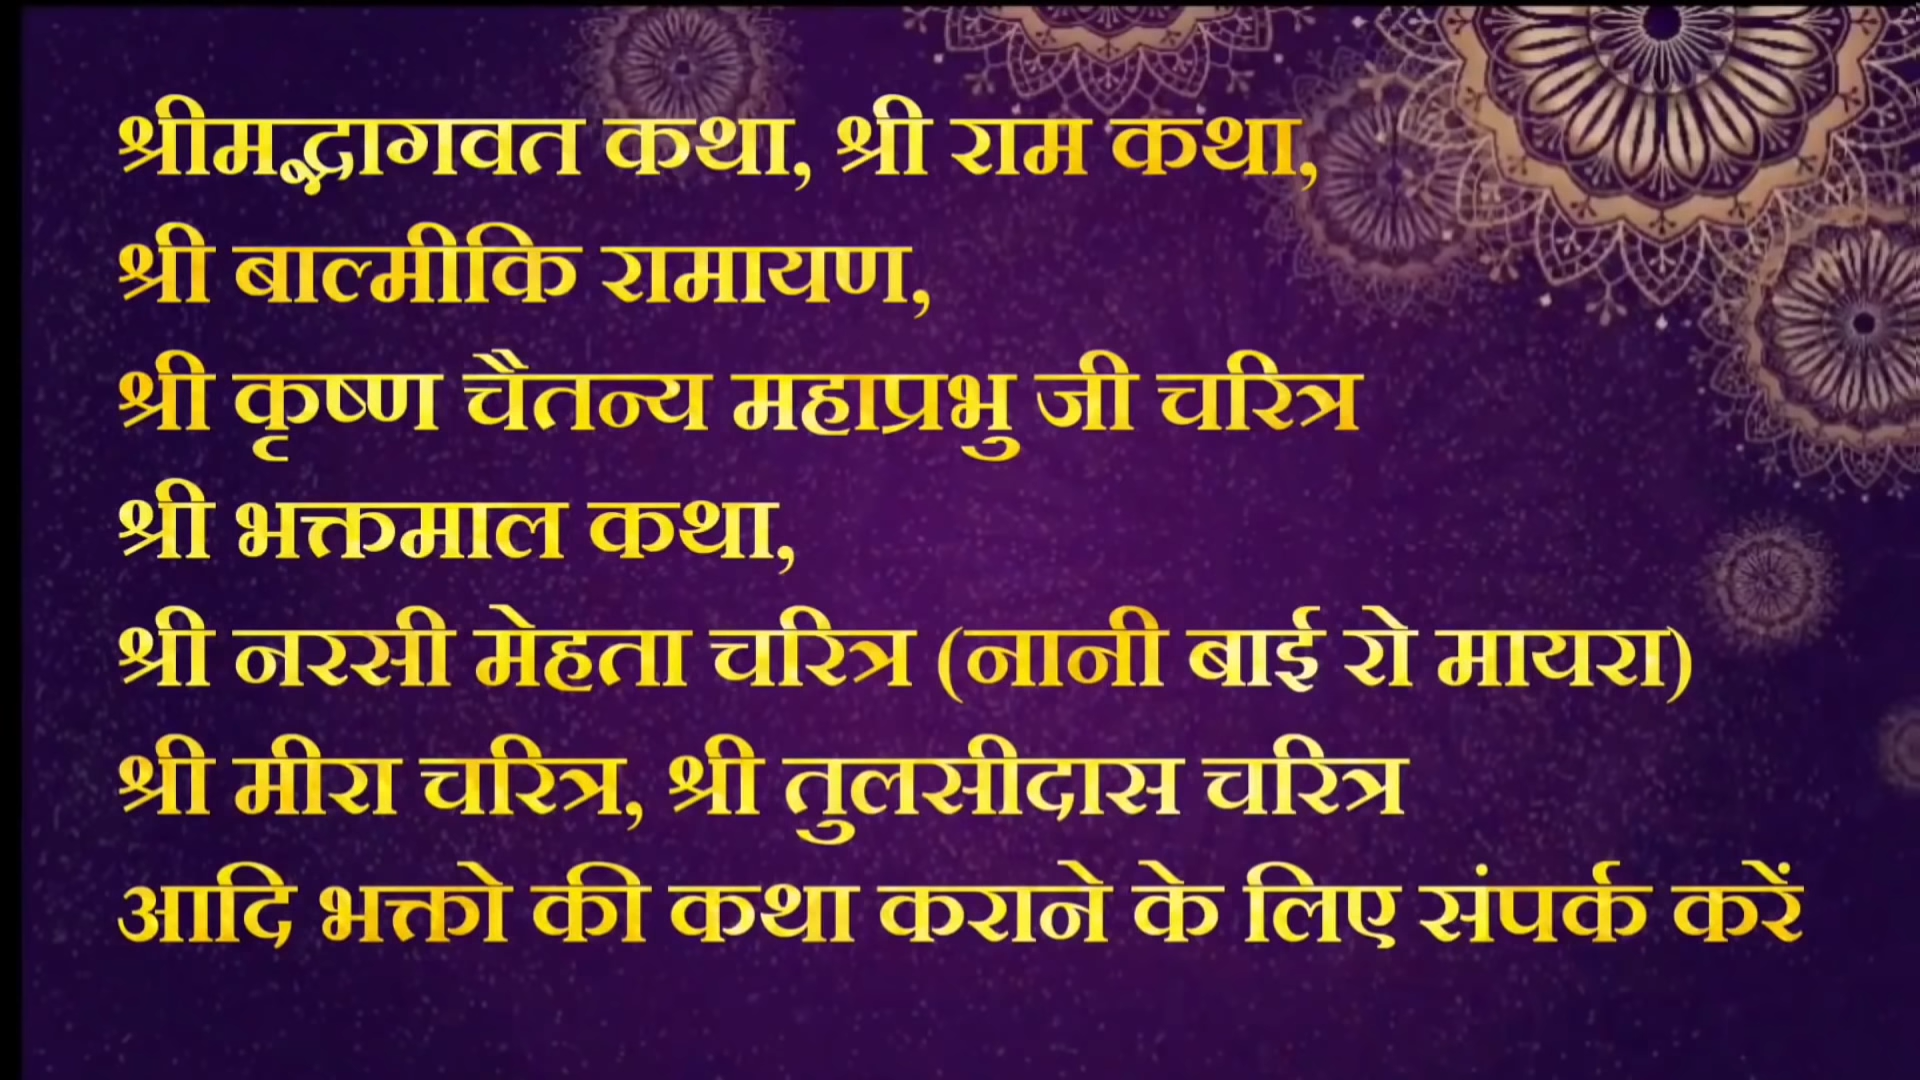 श्रीमद्भागवत कथा, श्री राम कथा,
श्री बाल्मीकि रामायण,
श्री कृष्ण चैतन्य महाप्रभु जी चरित्र
श्री भक्तमाल कथा,
श्री नरसी मेहता चरित्र (नानी बाई रो मायरा)
श्री मीरा चरित्र, श्री तुलसीदास चरित्र
आदि भक्तो की कथा कराने के लिए संपर्क करें